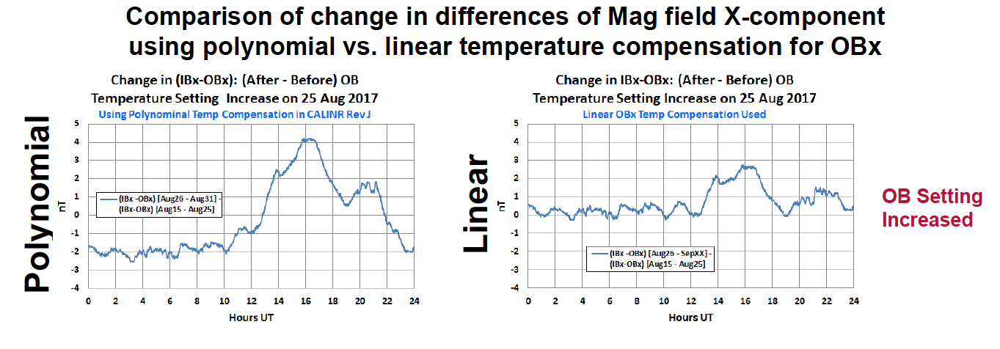 Comparison of change in differences of Mag field X-component
using polynomial vs. linear temperature compensation for OBx
Polynomial
Change in (IBx-OBx): (After - Before) OB
Temperature Setting Increase on 25 Aug 2017
Using Polynominal Temp Compensation in CALINR Rev J
5
4
3
2
1
0
-1
-2
-3
-4
nT
(IBx -OBx) [Aug26 - Aug31] -
(IBx-OBx) [Aug15 - Aug25]
0 2 4 6 8 10 12 14 16 18 20 22 24
Hours UT
Linear
Change in IBx-OBx: (After - Before) OB
Temperature Setting Increase on 25 Aug 2017
Linear OBx Temp Compensation Used
5
4
3
2
1
0
-1
-2
-3
-4
nT
(IBx -OBx) [Aug26 - SepXX] -
(IBx-OBx) [Aug15 - Aug25]
0 2 4 6 8 10 12 14 16 18 20 22 24
Hours UT
OB Setting
Increased